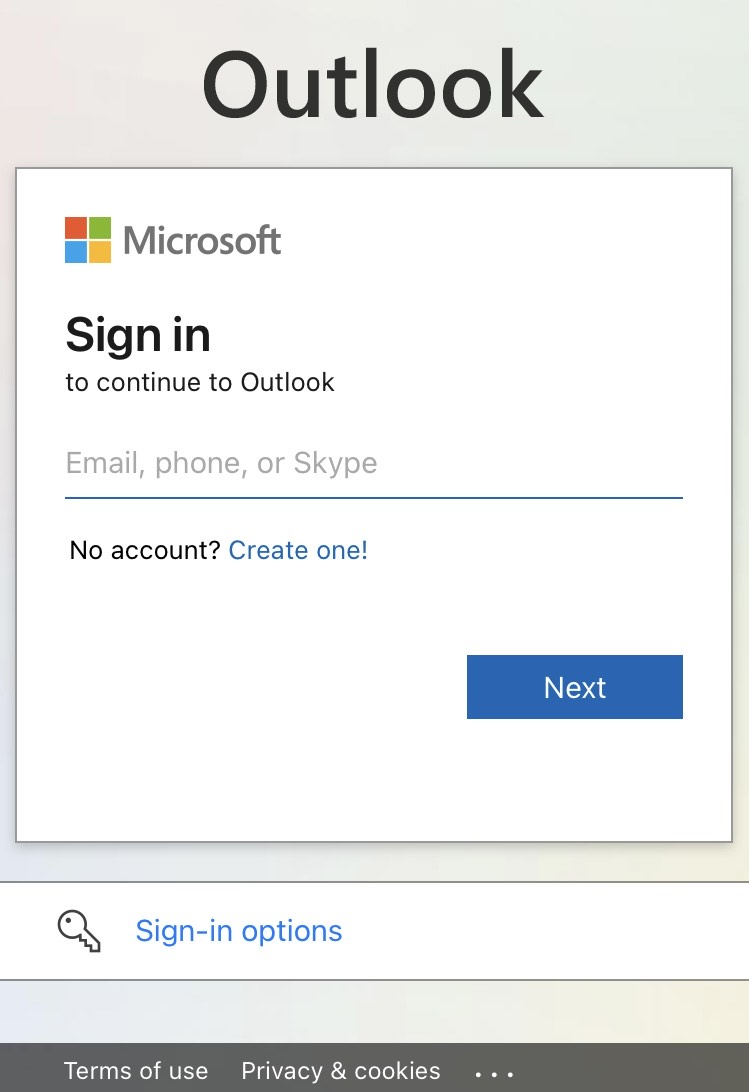 Outlook
Microsoft
Sign in
to continue to Outlook
Email, phone, or Skype
No account? Create one!
Next
Sign-in options
Terms of use Privacy & cookies ...